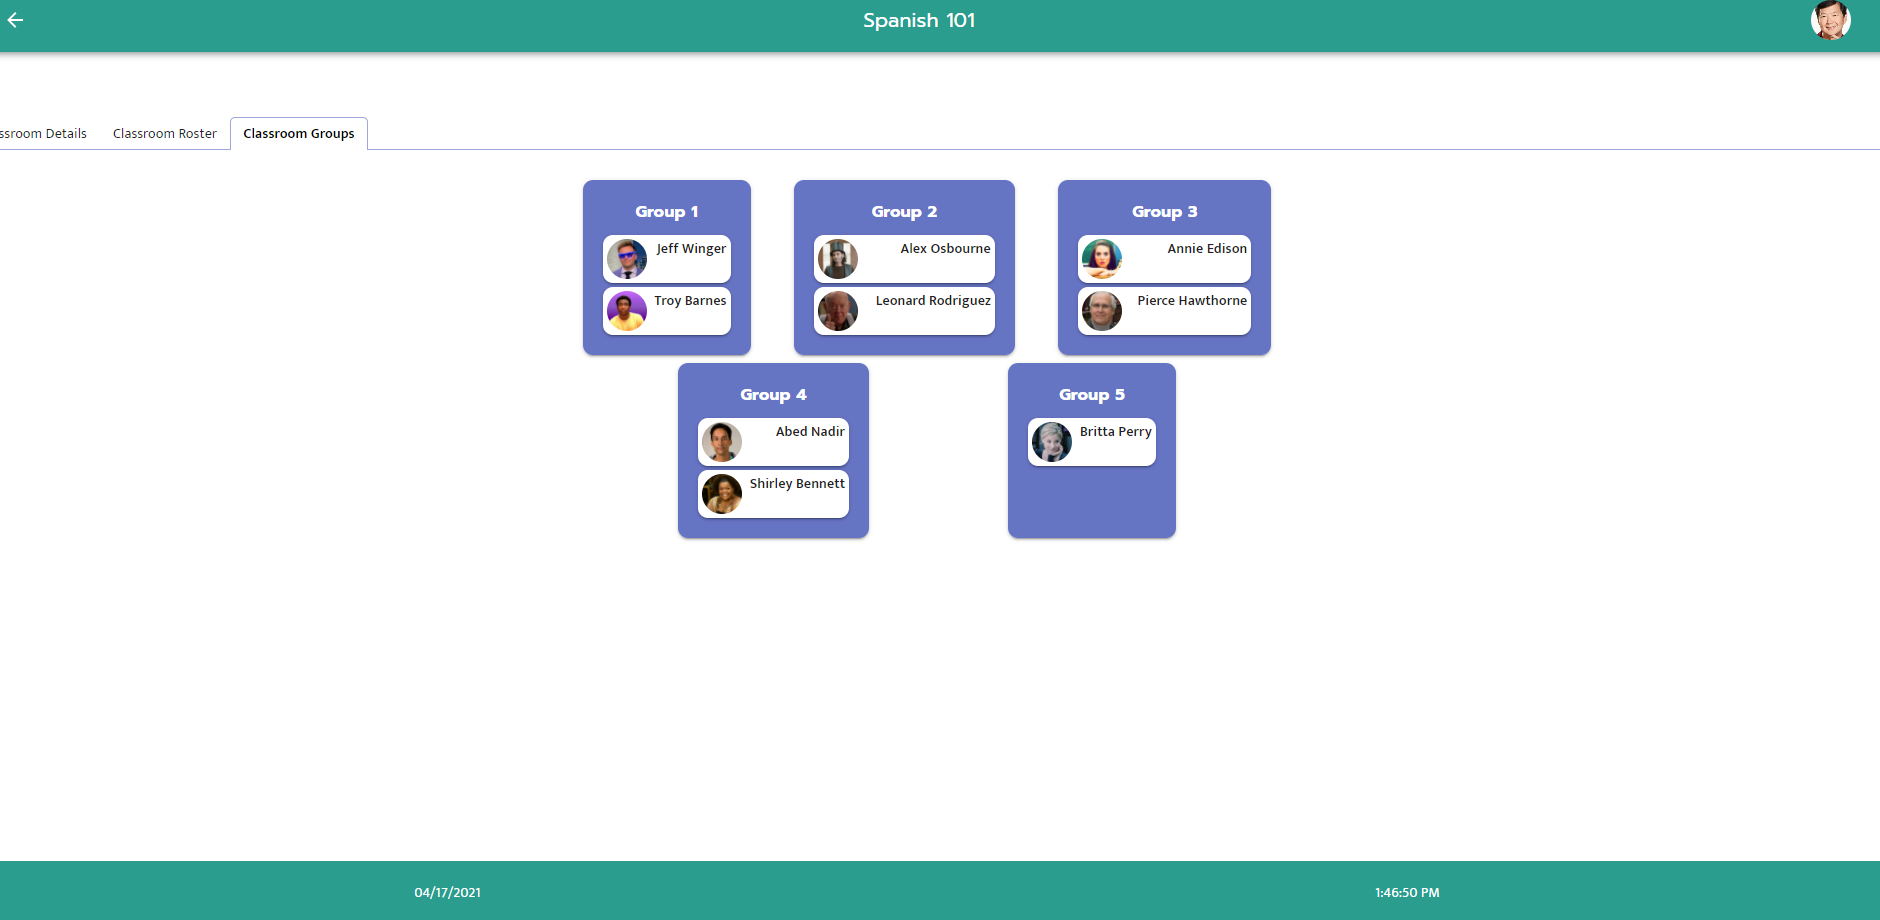 Spanish 101
ssroom Details
Classroom Roster
Classroom Groups
Group 1
Jeff Winger
Troy Barnes
Group 2
Alex Osbourne
Leonard Rodriguez
Group 3
Annie Edison
Pierce Hawthorne
Group 4
Abed Nadir
Shirley Bennett
Group 5
Britta Perry
04/17/2021
1:46:50 PM